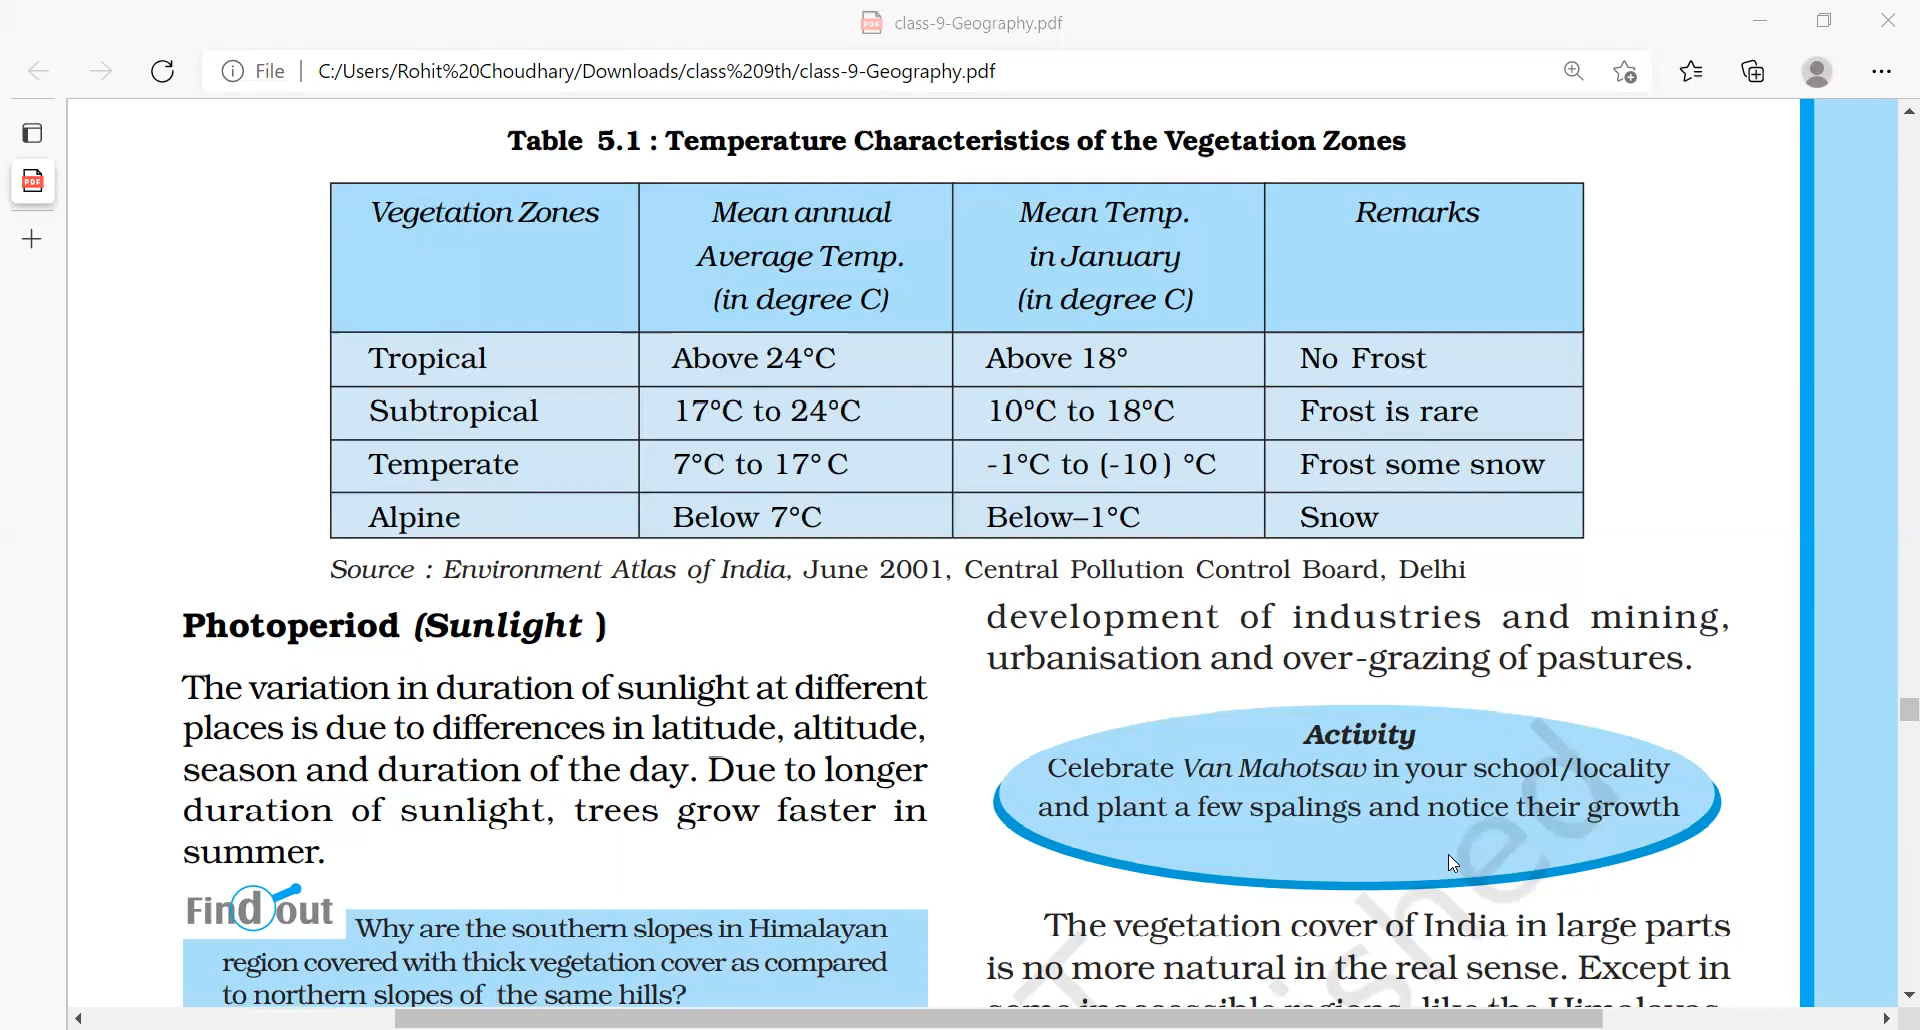 class-9-Geography.pdf
File | C:/Users/Rohit%20Choudhary/Downloads/class%209th/class-9-Geography.pdf
Table 5.1 : Temperature Characteristics of the Vegetation Zones
Vegetation Zones Mean annual Average Temp. (in degree C) Mean Temp. in January (in degree C) Remarks
Tropical Above 24°C Above 18° No Frost
Subtropical 17°C to 24°C 10°C to 18°C Frost is rare
Temperate 7°C to 17° C -1°C to (-10) °C Frost some snow
Alpine Below 7°C Below–1°C Snow
Source : Environment Atlas of India, June 2001, Central Pollution Control Board, Delhi
Photoperiod (Sunlight )
The variation in duration of sunlight at different
places is due to differences in latitude, altitude,
season and duration of the day. Due to longer
duration of sunlight, trees grow faster in
summer.
Find out
Why are the southern slopes in Himalayan
region covered with thick vegetation cover as compared
to northern slopes of the same hills?
development of industries and mining,
urbanisation and over-grazing of pastures.
Activity
Celebrate Van Mahotsav in your school/locality
and plant a few spalings and notice their growth
The vegetation cover of India in large parts
is no more natural in the real sense. Except in
some inaccessible regions like the Himalayas,